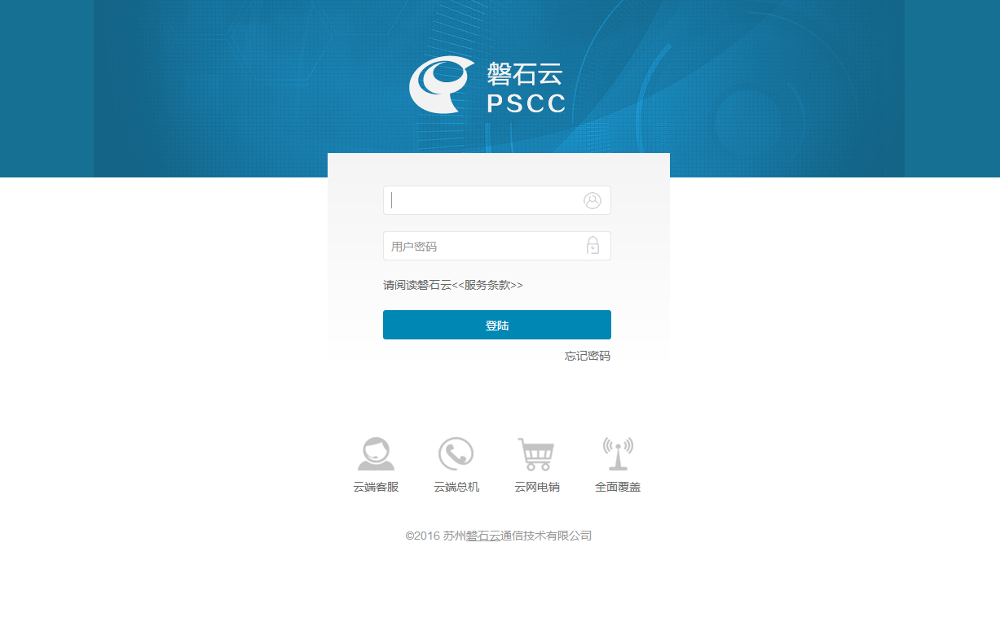 磐石云
PSCC
用户密码
请阅读磐石云<<服务条款>>
登陆
忘记密码
云端客服 云端总机 云网电销 全面覆盖
©2016 苏州磐石云通信技术有限公司